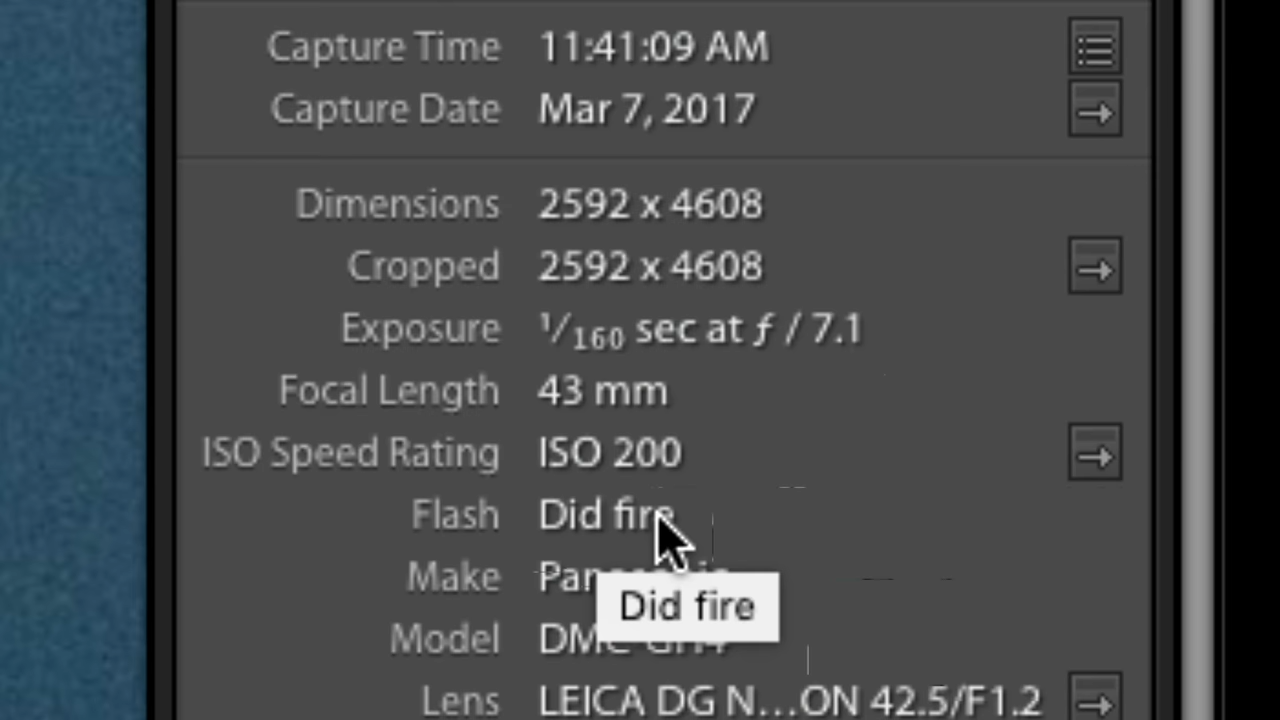 Capture Time 11:41:09 AM
Capture Date Mar 7, 2017
Dimensions 2592 x 4608
Cropped 2592 x 4608
Exposure 1/160 sec at ƒ / 7.1
Focal Length 43 mm
ISO Speed Rating ISO 200
Flash Did fire
Make
Did fire
Model
Lens LEICA DG N...ON 42.5/F1.2